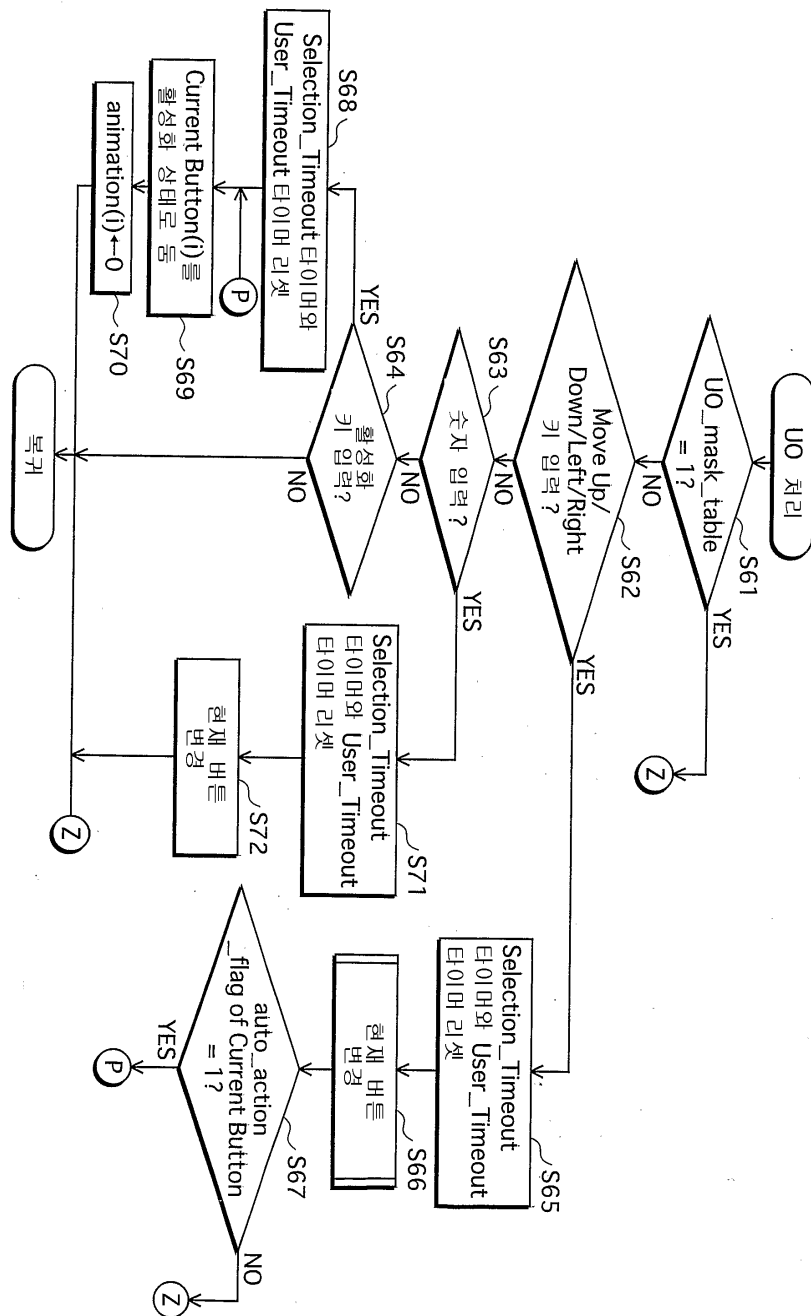 UO 처리
UO_mask_table
= 1?
S61
YES
NO
Z
Move Up/
Down/Left/Right
키 입력?
S62
YES
NO
숫자 입력?
S63
YES
NO
활성화
키 입력?
S64
YES
NO
Selection_Timeout
타이머와 User_Timeout
타이머 리셋
S65
현재 버튼
변경
S66
auto_action
_flag of Current Button
= 1?
S67
YES
NO
P
Z
Selection_Timeout 타이머와
User_Timeout 타이머 리셋
S68
P
Current Button(i)를
활성화 상태로 둠
S69
animation(i)←0
S70
Selection_Timeout
타이머와 User_Timeout
타이머 리셋
S71
현재 버튼
변경
S72
Z
복귀